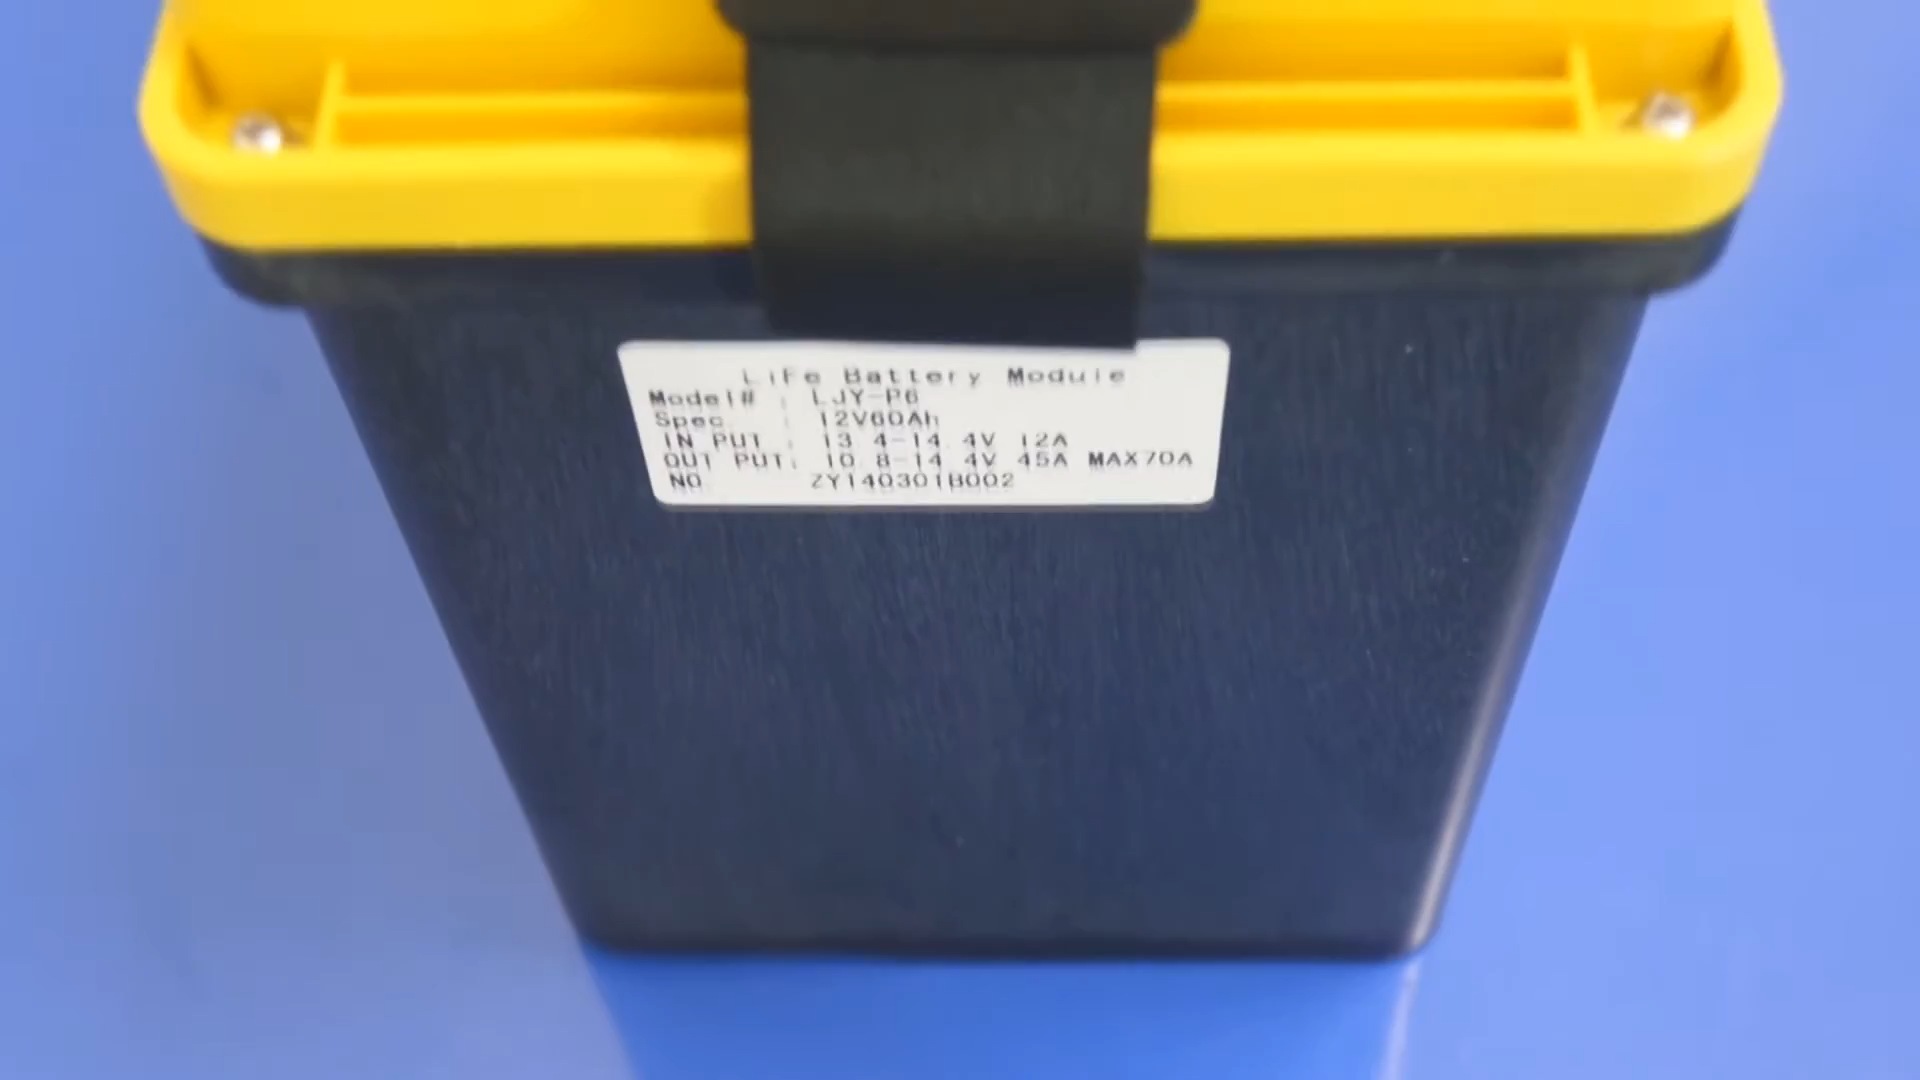 LiFe Battery Module
Model# : LJY-P6
Spec. : 12V60Ah
IN PUT : 13.4-14.4V 12A
OUT PUT: 10.8-14.4V 45A MAX70A
NO. ZY140301B002